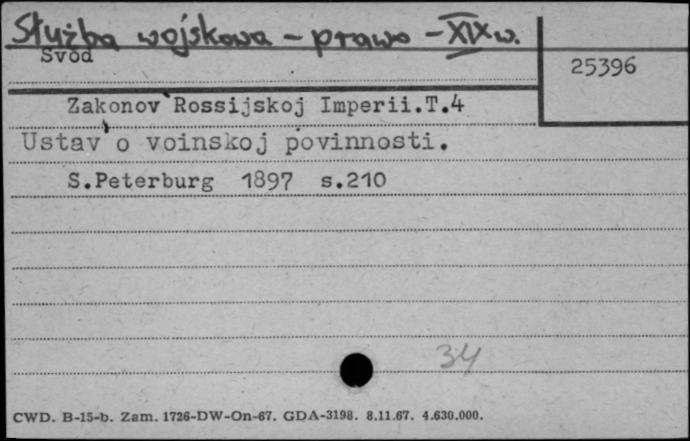 Służba wojskowa - prawo - XIX w.
Svod
25396
Zakonov Rossijskoj Imperii.T.4
Ustav o voinskoj povinnosti.
S.Peterburg 1897 s.210
34
CWD. B-15-b. Zam. 1726-DW-On-67. GDA-3198. 8.11.67. 4.630.000.